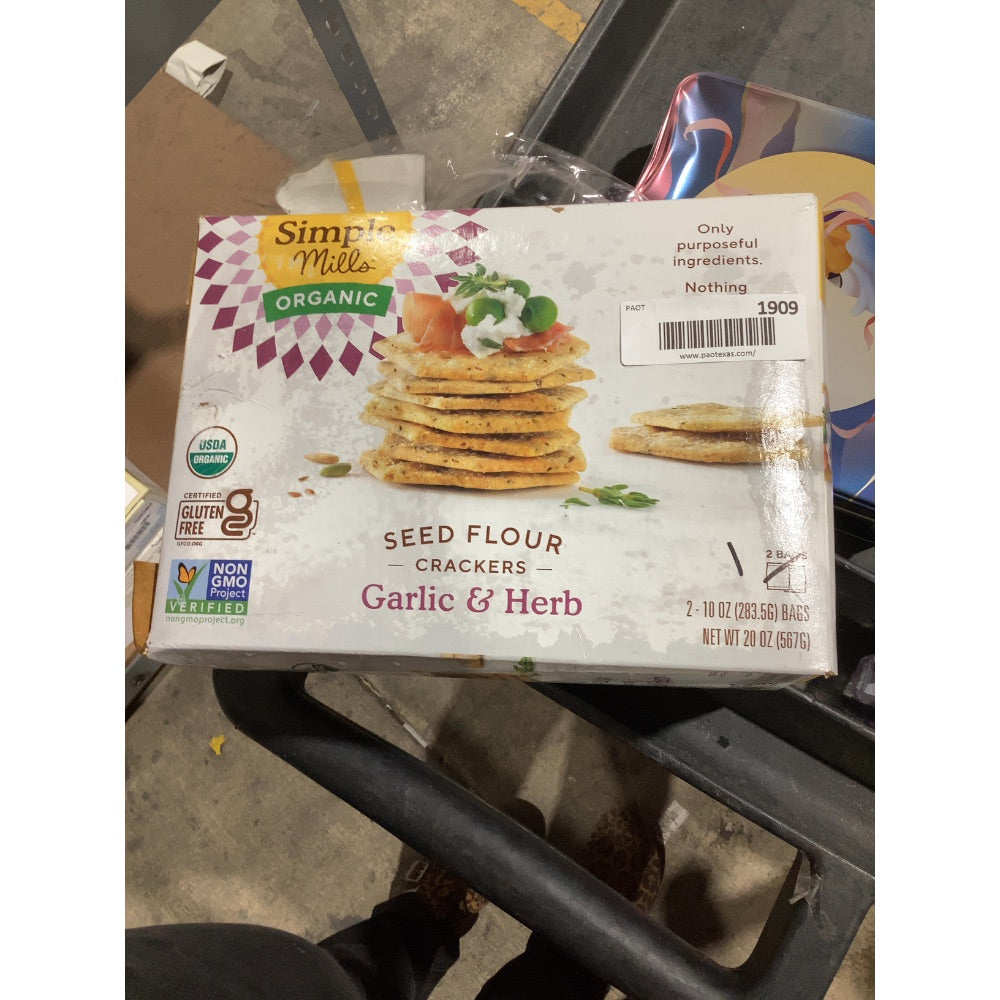 Simple
Mills
ORGANIC
Only
purposeful
ingredients.
Nothing
PAOT
1909
www.paotexas.com/
USDA
ORGANIC
CERTIFIED
GLUTEN
FREE
GFCO.ORG
NON
GMO
Project
VERIFIED
nongmoproject.org
SEED FLOUR
— CRACKERS —
Garlic & Herb
2 BAGS
2 - 10 OZ (283.5G) BAGS
NET WT 20 OZ (567G)